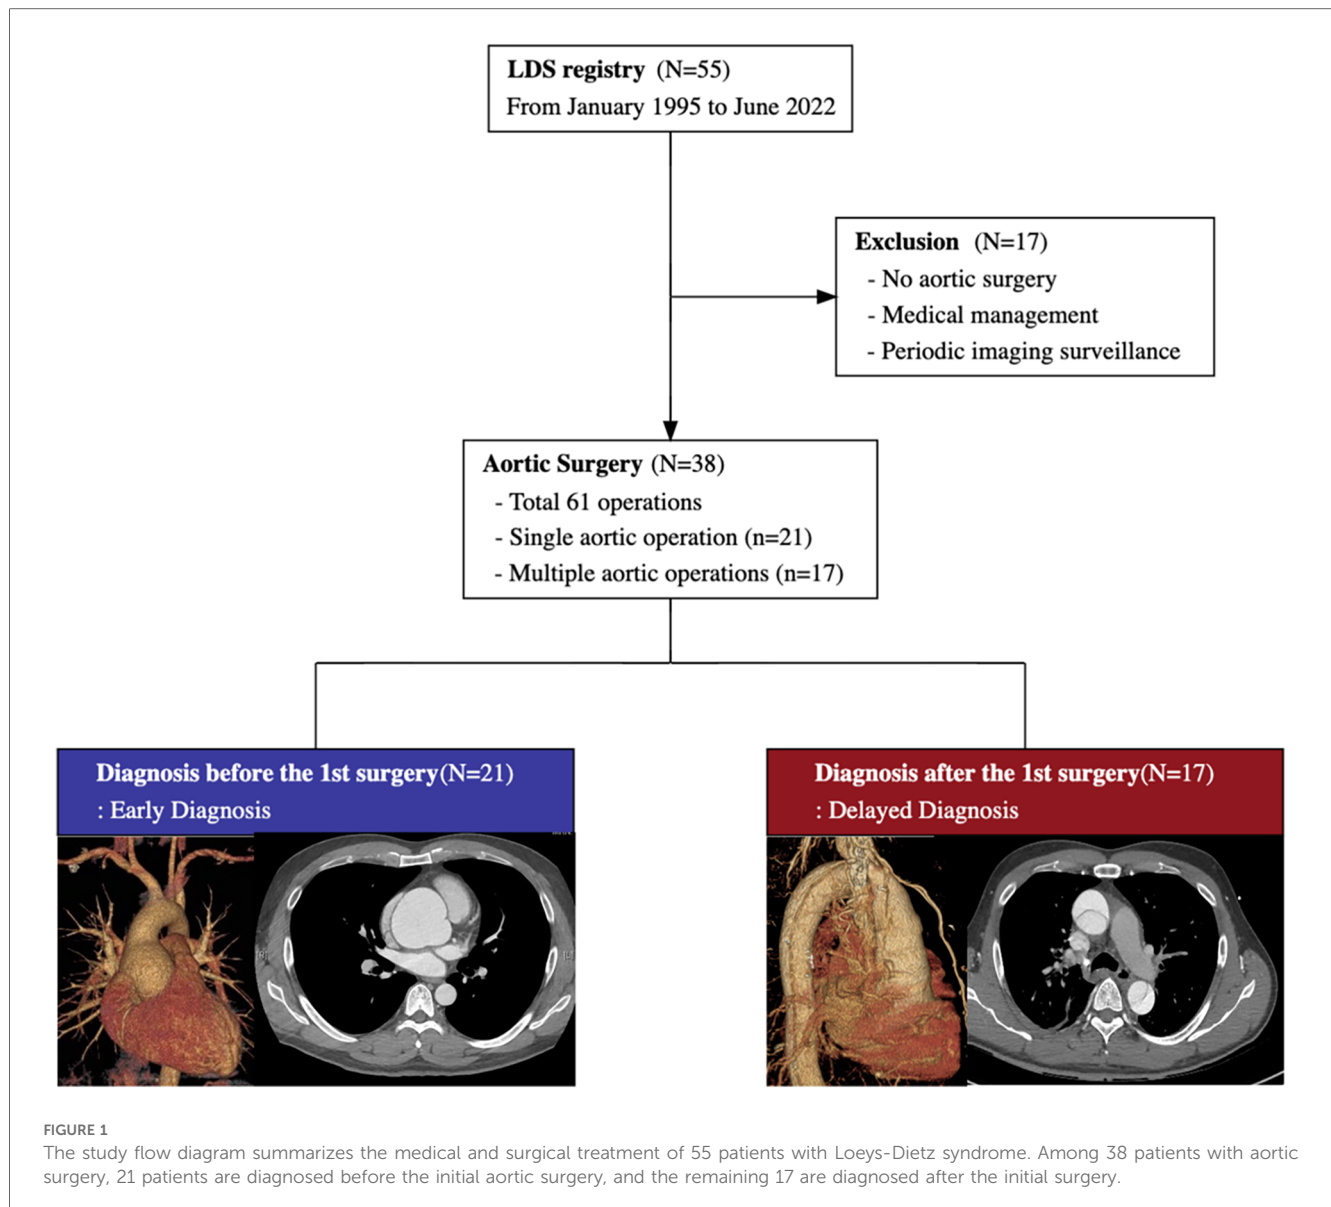 LDS registry (N=55)
From January 1995 to June 2022
Exclusion (N=17)
- No aortic surgery
- Medical management
- Periodic imaging surveillance
Aortic Surgery (N=38)
- Total 61 operations
- Single aortic operation (n=21)
- Multiple aortic operations (n=17)
Diagnosis before the 1st surgery(N=21)
: Early Diagnosis
Diagnosis after the 1st surgery(N=17)
: Delayed Diagnosis
FIGURE 1
The study flow diagram summarizes the medical and surgical treatment of 55 patients with Loeys-Dietz syndrome. Among 38 patients with aortic
surgery, 21 patients are diagnosed before the initial aortic surgery, and the remaining 17 are diagnosed after the initial surgery.